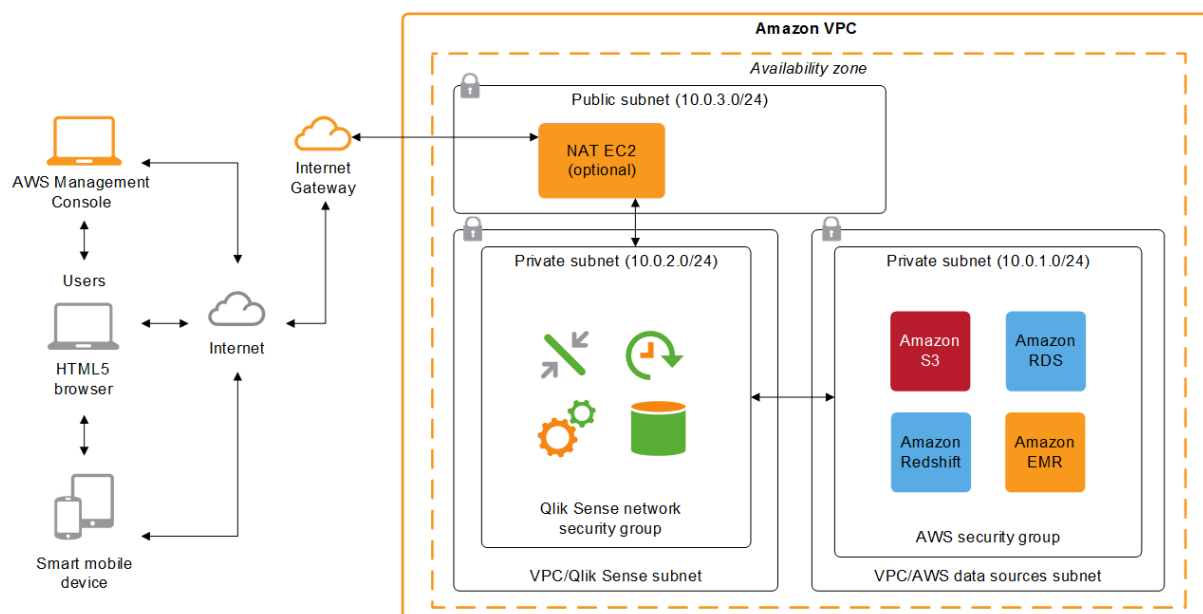 Amazon VPC
Availability zone
Public subnet (10.0.3.0/24)
NAT EC2
(optional)
Internet
Gateway
AWS Management
Console
Users
HTML5
browser
Internet
Smart mobile
device
Private subnet (10.0.2.0/24)
Qlik Sense network
security group
VPC/Qlik Sense subnet
Private subnet (10.0.1.0/24)
Amazon
S3
Amazon
RDS
Amazon
Redshift
Amazon
EMR
AWS security group
VPC/AWS data sources subnet